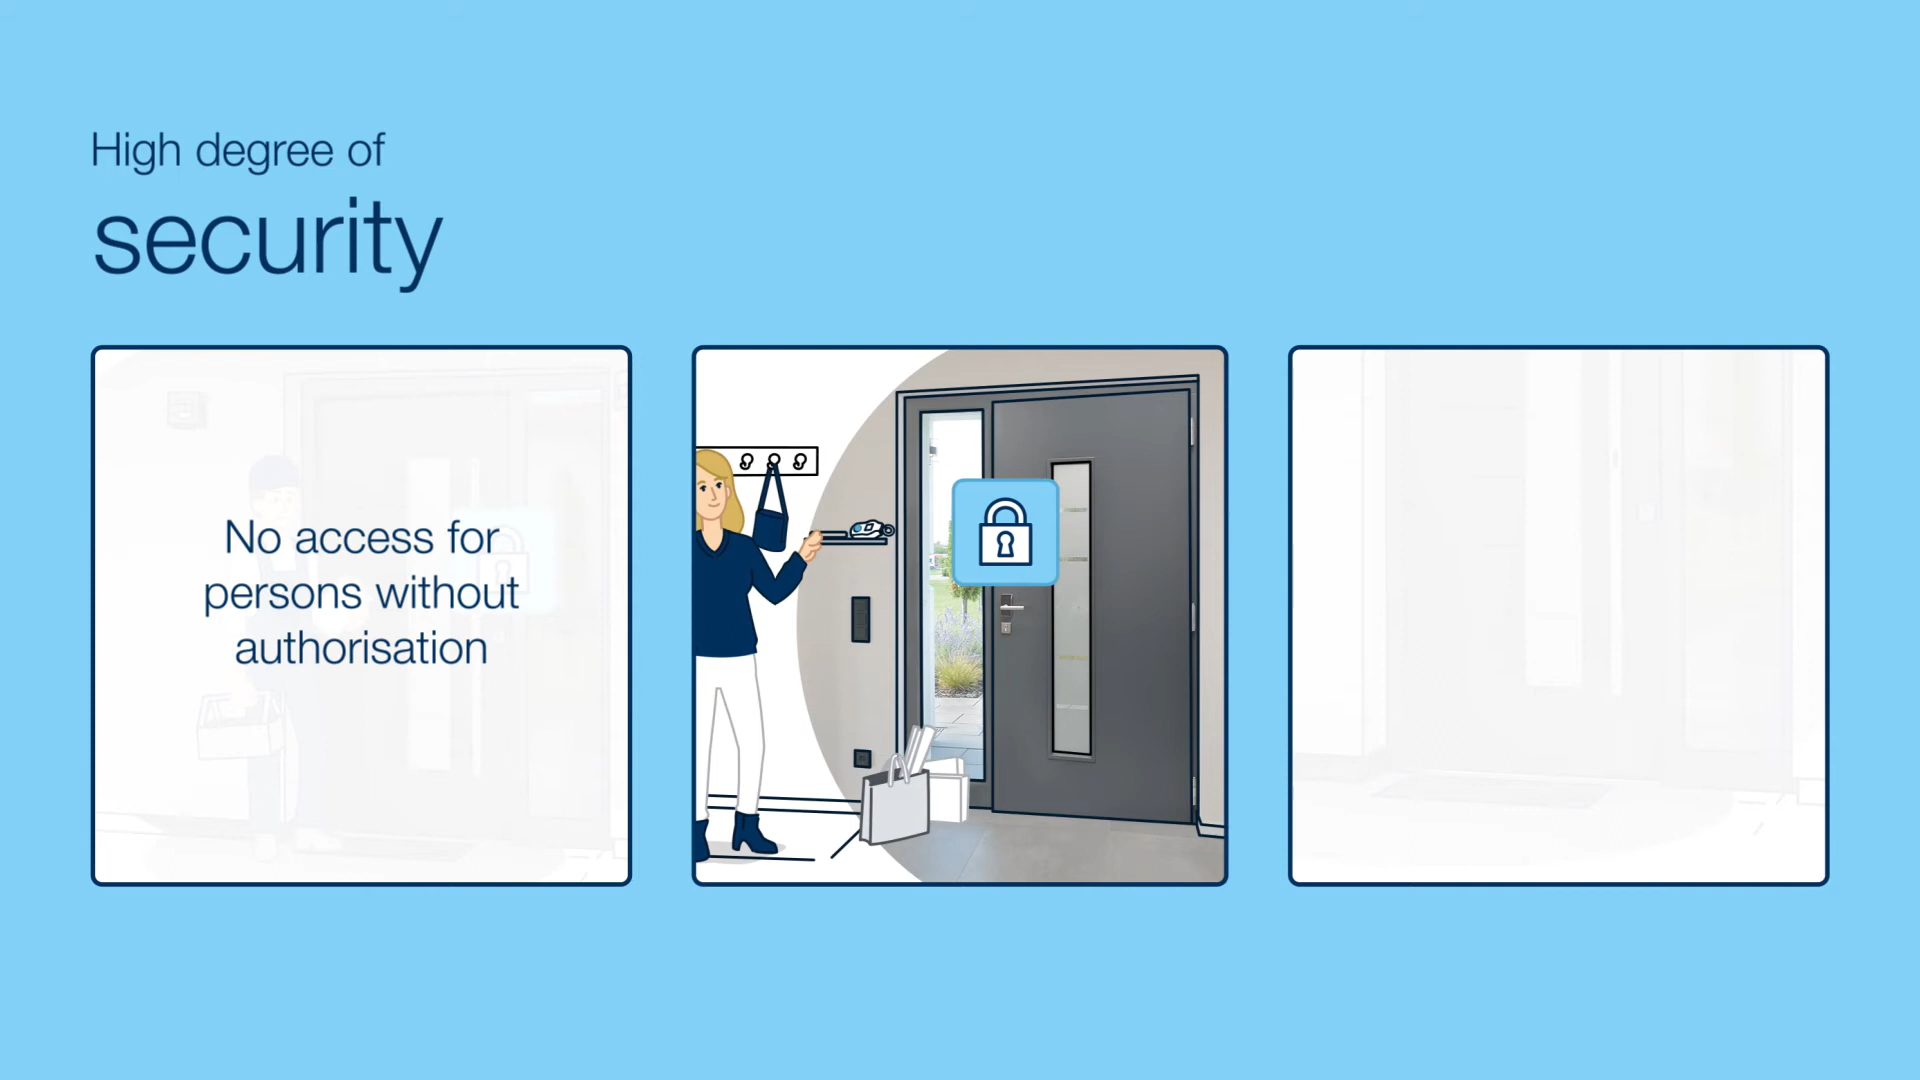 High degree of
security
No access for
persons without
authorisation